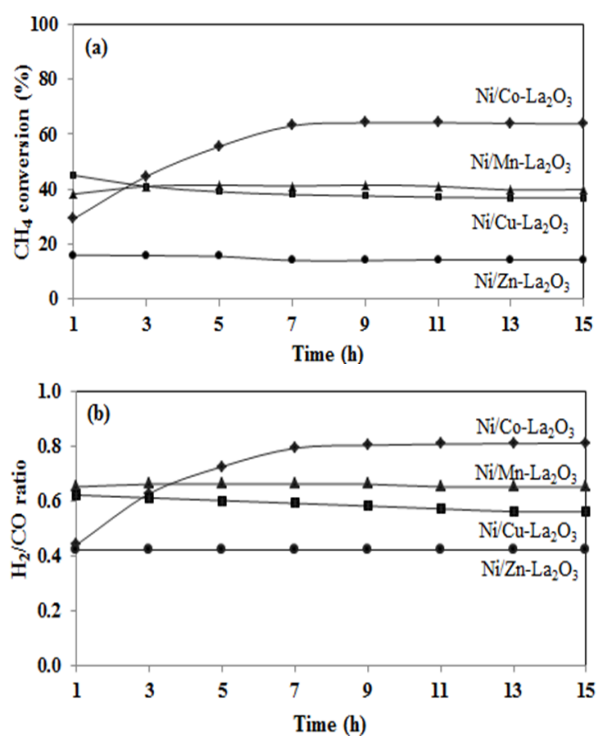 (a)
CH₄ conversion (%)
100
80
60
40
20
0
Ni/Co-La₂O₃
Ni/Mn-La₂O₃
Ni/Cu-La₂O₃
Ni/Zn-La₂O₃
1 3 5 7 9 11 13 15
Time (h)
(b)
H₂/CO ratio
1.0
0.8
0.6
0.4
0.2
0.0
Ni/Co-La₂O₃
Ni/Mn-La₂O₃
Ni/Cu-La₂O₃
Ni/Zn-La₂O₃
1 3 5 7 9 11 13 15
Time (h)